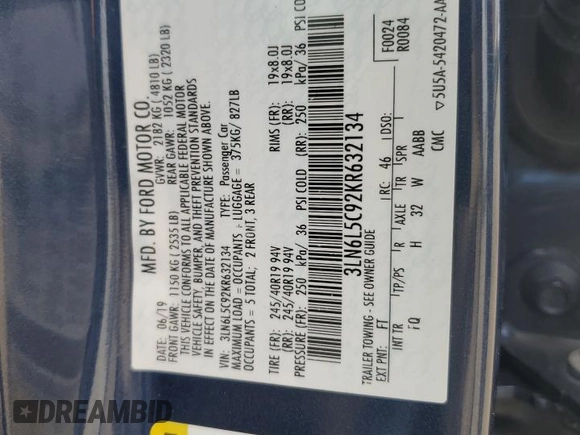 MFD. BY FORD MOTOR CO.
DATE: 06/19 GVWR: 2182 KG ( 4810 LB)
FRONT GAWR: 1150 KG ( 2535 LB) REAR GAWR: 1052 KG ( 2320 LB)
THIS VEHICLE CONFORMS TO ALL APPLICABLE FEDERAL MOTOR
VEHICLE SAFETY, BUMPER, AND THEFT PREVENTION STANDARDS
IN EFFECT ON THE DATE OF MANUFACTURE SHOWN ABOVE.
VIN: 3LN6L5C92KR632134 TYPE: Passenger Car
MAXIMUM LOAD = OCCUPANTS + LUGGAGE = 375KG/ 827LB
OCCUPANTS = 5 TOTAL: 2 FRONT, 3 REAR
TIRE (FR): 245/40R19 94V RIMS (FR): 19x8.0J
(RR): 245/40R19 94V (RR): 19x8.0J
PRESSURE (FR): 250 kPa/ 36 PSI COLD (RR): 250 kPa/ 36 PSI CO
3LN6L5C92KR632134
TRAILER TOWING - SEE OWNER GUIDE F0024
EXT PNT: FT RC: 46 DSO: R0084
INT TR TP/PS R AXLE TR SPR
FQ H 32 W AABB
CMC 5U5A-5420472-AA
DREAMBID